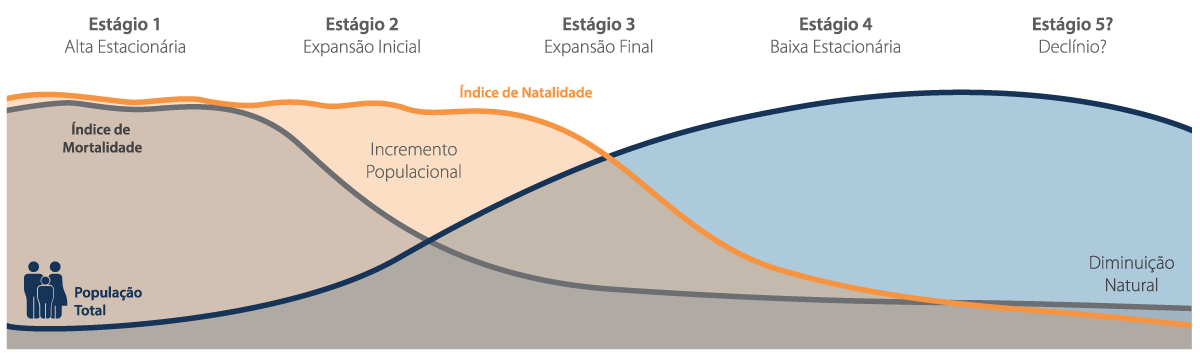 Estágio 1
Alta Estacionária
Estágio 2
Expansão Inicial
Estágio 3
Expansão Final
Estágio 4
Baixa Estacionária
Estágio 5?
Declínio?
Índice de Natalidade
Índice de
Mortalidade
Incremento
Populacional
Diminuição
Natural
População
Total